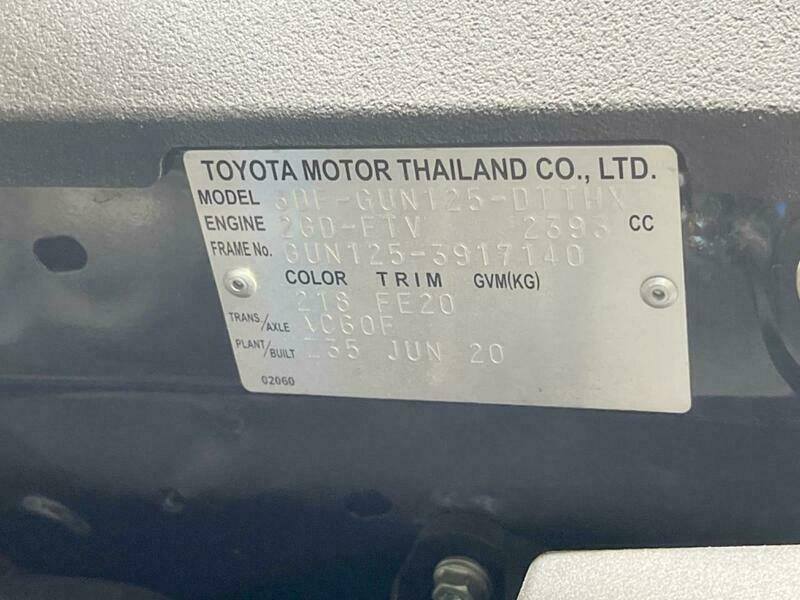 TOYOTA MOTOR THAILAND CO., LTD.
MODEL 3DF-GUN125-DTTHX
ENGINE 2GD-FTV 2393 CC
FRAME No. GUN125-3917140
COLOR TRIM GVM(KG)
218 FE20
TRANS./AXLE AC60F
PLANT/BUILT Z35 JUN 20
02060